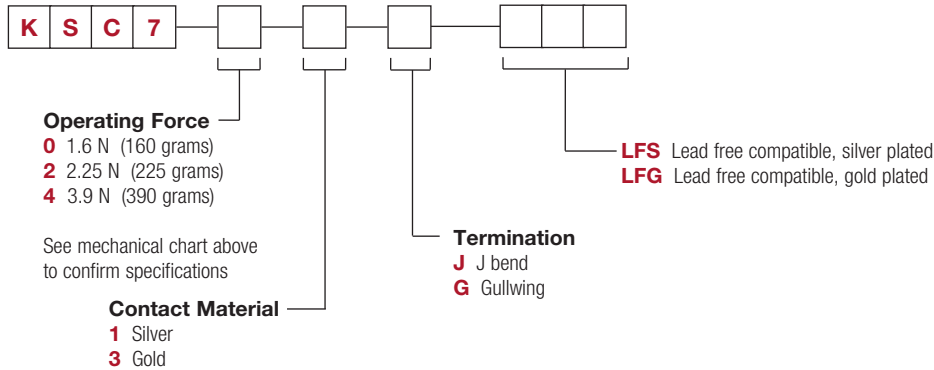 K S C 7
Operating Force
0 1.6 N (160 grams)
2 2.25 N (225 grams)
4 3.9 N (390 grams)
See mechanical chart above
to confirm specifications
Contact Material
1 Silver
3 Gold
Termination
J J bend
G Gullwing
LFS Lead free compatible, silver plated
LFG Lead free compatible, gold plated